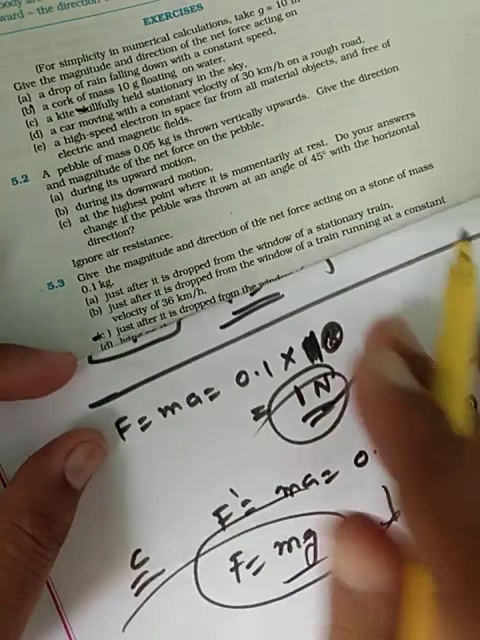 body are
ward – the direction
EXERCISES
(For simplicity in numerical calculations, take g = 10 m
Give the magnitude and direction of the net force acting on
(a) a drop of rain falling down with a constant speed,
(b) a cork of mass 10 g floating on water,
(c) a kite skillfully held stationary in the sky,
(d) a car moving with a constant velocity of 30 km/h on a rough road,
(e) a high-speed electron in space far from all material objects, and free of
electric and magnetic fields.
5.2 A pebble of mass 0.05 kg is thrown vertically upwards. Give the direction
and magnitude of the net force on the pebble,
(a) during its upward motion,
(b) during its downward motion,
(c) at the highest point where it is momentarily at rest. Do your answers
change if the pebble was thrown at an angle of 45° with the horizontal
direction?
Ignore air resistance.
5.3 Give the magnitude and direction of the net force acting on a stone of mass
0.1 kg,
(a) just after it is dropped from the window of a stationary train,
(b) just after it is dropped from the window of a train running at a constant
velocity of 36 km/h,
(c) just after it is dropped from the window
F = ma = 0.1 ×
= 1 N
F' = ma = 0.
C
F = mg